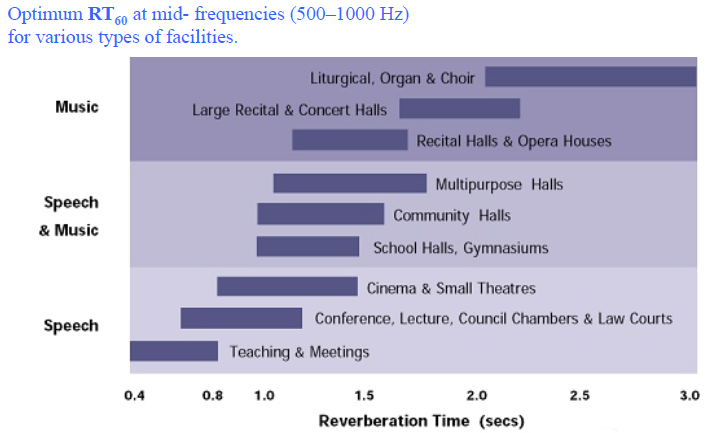 Optimum RT60 at mid- frequencies (500–1000 Hz)
for various types of facilities.
Music
Liturgical, Organ & Choir
Large Recital & Concert Halls
Recital Halls & Opera Houses
Speech
& Music
Multipurpose Halls
Community Halls
School Halls, Gymnasiums
Speech
Cinema & Small Theatres
Conference, Lecture, Council Chambers & Law Courts
Teaching & Meetings
0.4 0.8 1.0 1.5 2.0 2.5 3.0
Reverberation Time (secs)